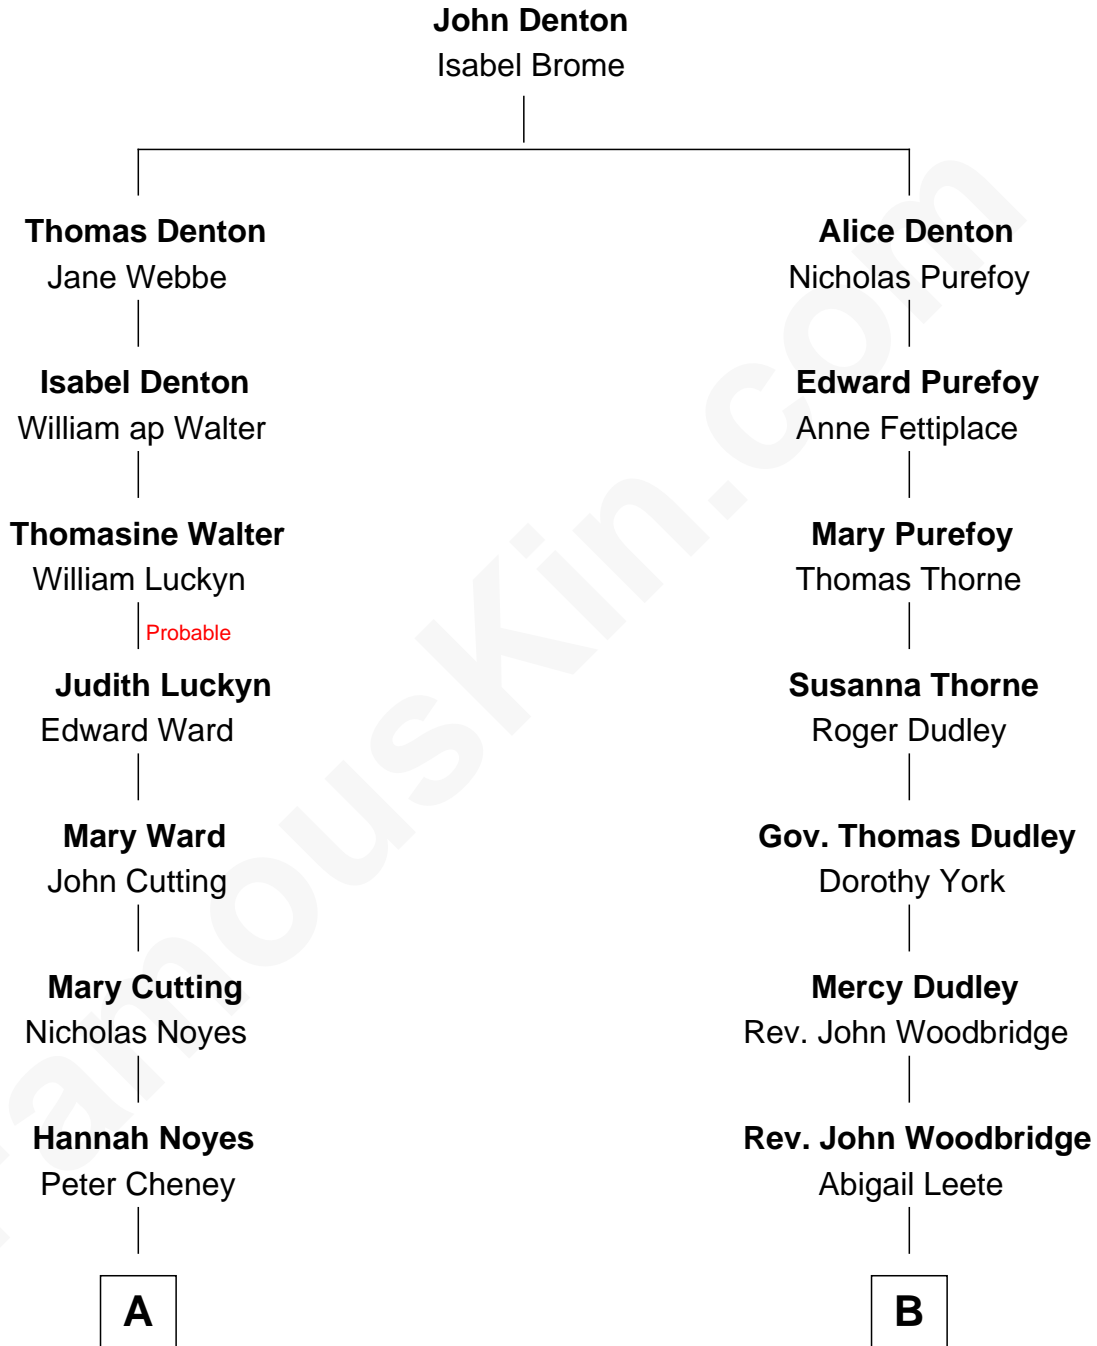 John Denton
Isabel Brome
Thomas Denton
Jane Webbe
Alice Denton
Nicholas Purefoy
Isabel Denton
William ap Walter
Edward Purefoy
Anne Fettiplace
Thomasine Walter
William Luckyn
Mary Purefoy
Thomas Thorne
Probable
Judith Luckyn
Edward Ward
Susanna Thorne
Roger Dudley
Mary Ward
John Cutting
Gov. Thomas Dudley
Dorothy York
Mary Cutting
Nicholas Noyes
Mercy Dudley
Rev. John Woodbridge
Hannah Noyes
Peter Cheney
Rev. John Woodbridge
Abigail Leete
A
B
FamousKin.com